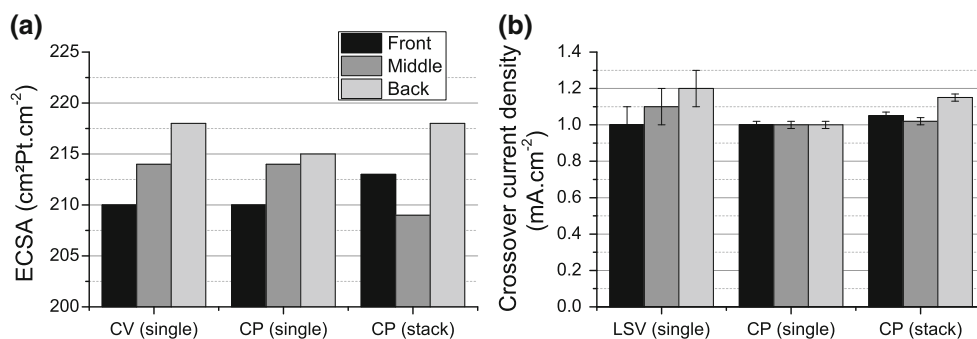 (a)
225
220
215
210
205
200
ECSA (cm²Pt.cm⁻²)
Front
Middle
Back
CV (single) CP (single) CP (stack)
(b)
1.4
1.2
1.0
0.8
0.6
0.4
0.2
0.0
Crossover current density
(mA.cm⁻²)
LSV (single) CP (single) CP (stack)